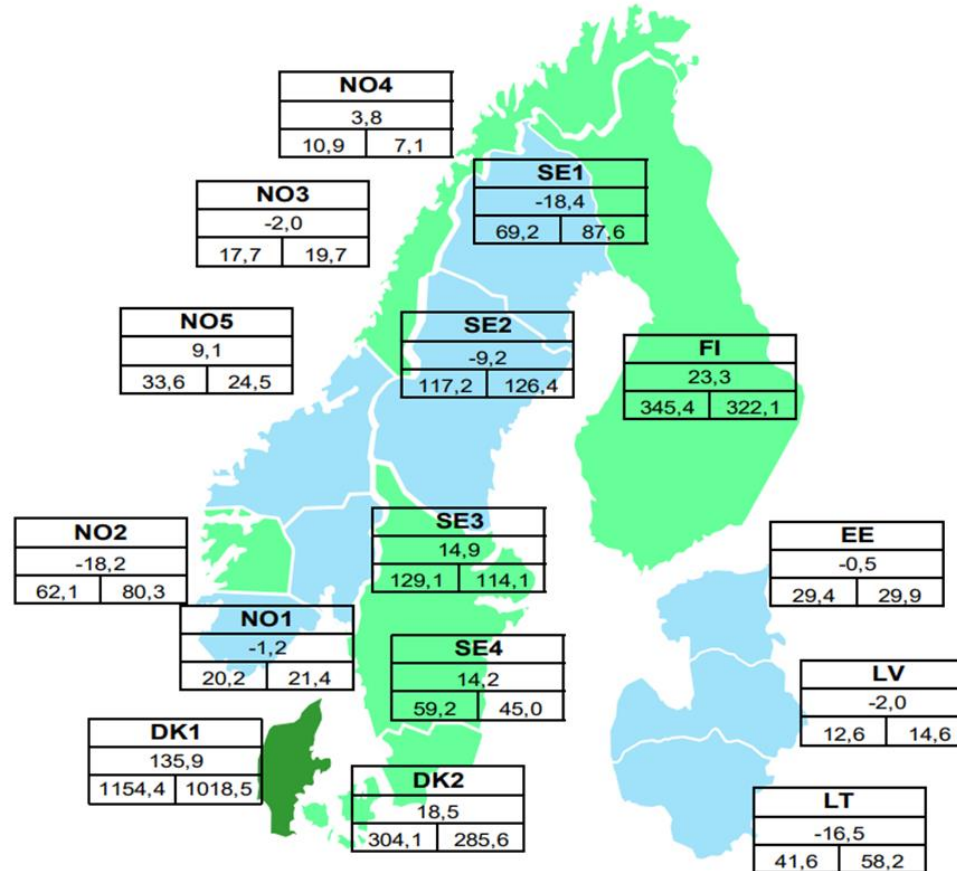 NO4
3,8
10,9 7,1
SE1
-18,4
69,2 87,6
NO3
-2,0
17,7 19,7
NO5
9,1
33,6 24,5
SE2
-9,2
117,2 126,4
FI
23,3
345,4 322,1
NO2
-18,2
62,1 80,3
SE3
14,9
129,1 114,1
EE
-0,5
29,4 29,9
NO1
-1,2
20,2 21,4
SE4
14,2
59,2 45,0
LV
-2,0
12,6 14,6
DK1
135,9
1154,4 1018,5
DK2
18,5
304,1 285,6
LT
-16,5
41,6 58,2